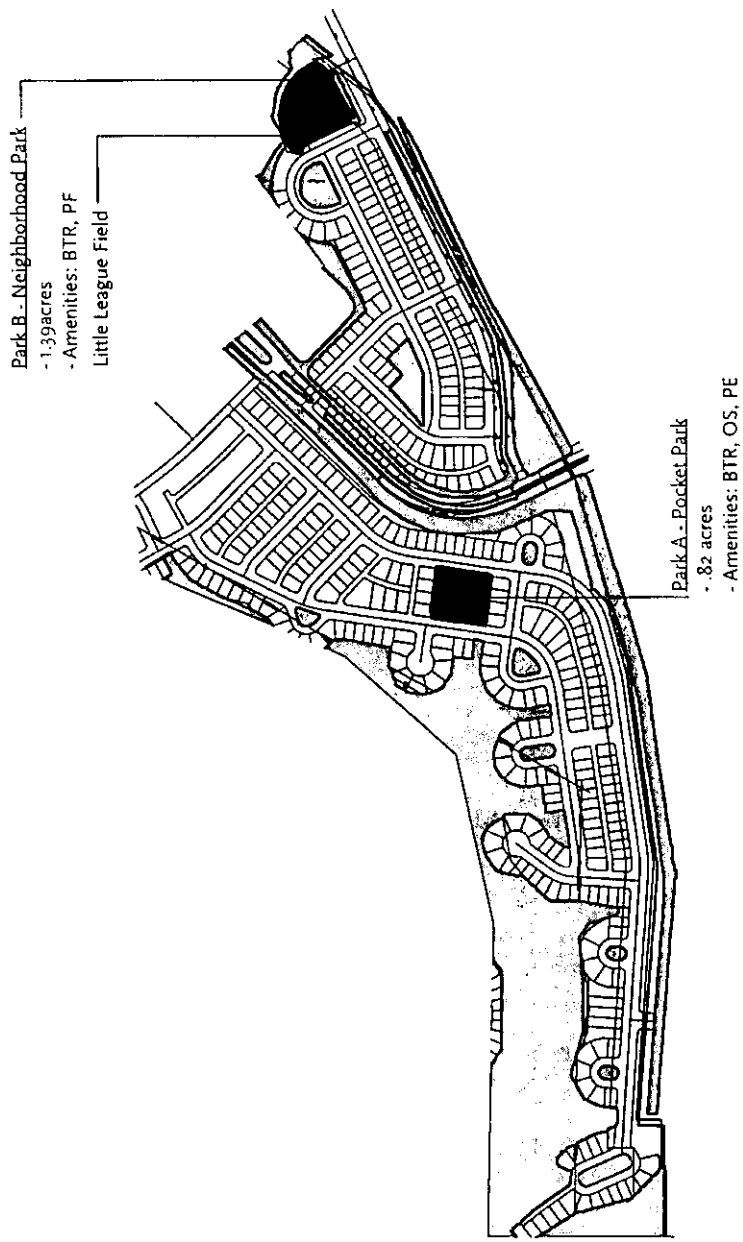 Park B - Neighborhood Park
- 1.39acres
- Amenities: BTR, PF
Little League Field
Park A - Pocket Park
- .82 acres
- Amenities: BTR, OS, PE